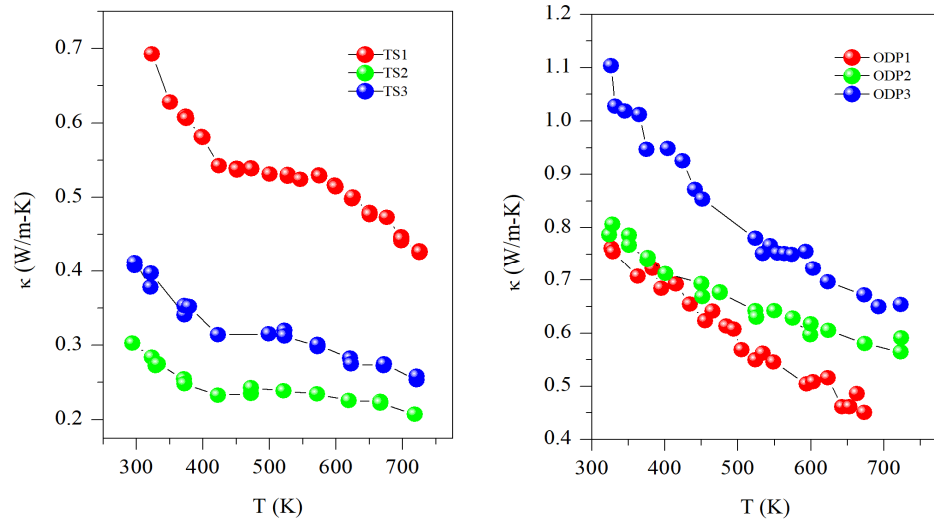 0.7
0.6
0.5
0.4
0.3
0.2
300 400 500 600 700
T (K)
κ (W/m-K)
TS1
TS2
TS3
1.2
1.1
1.0
0.9
0.8
0.7
0.6
0.5
0.4
300 400 500 600 700
T (K)
κ (W/m-K)
ODP1
ODP2
ODP3